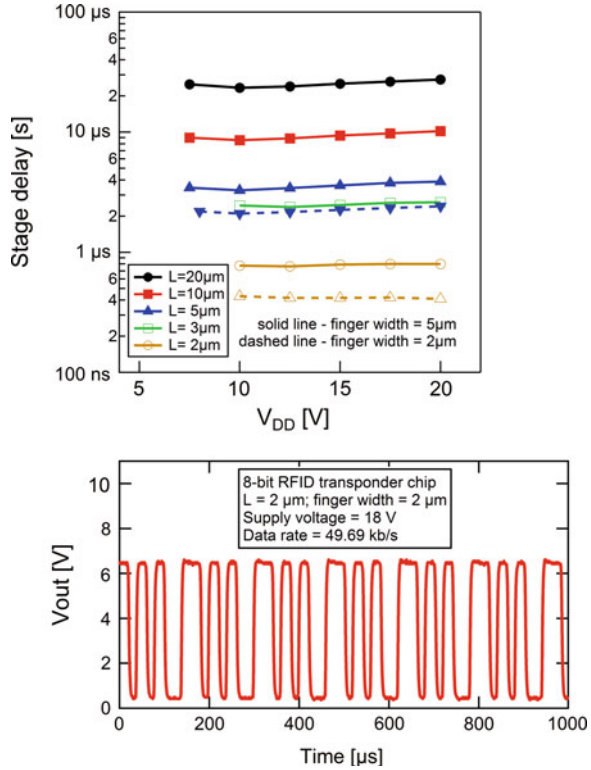 100 µs
6
4
2
10 µs
6
4
2
1 µs
6
4
2
100 ns
Stage delay [s]
L=20µm
L=10µm
L= 5µm
L= 3µm
L= 2µm
solid line - finger width = 5µm
dashed line - finger width = 2µm
5 10 15 20
VDD [V]
10
8
6
4
2
0
Vout [V]
8-bit RFID transponder chip
L = 2 µm; finger width = 2 µm
Supply voltage = 18 V
Data rate = 49.69 kb/s
0 200 400 600 800 1000
Time [µs]